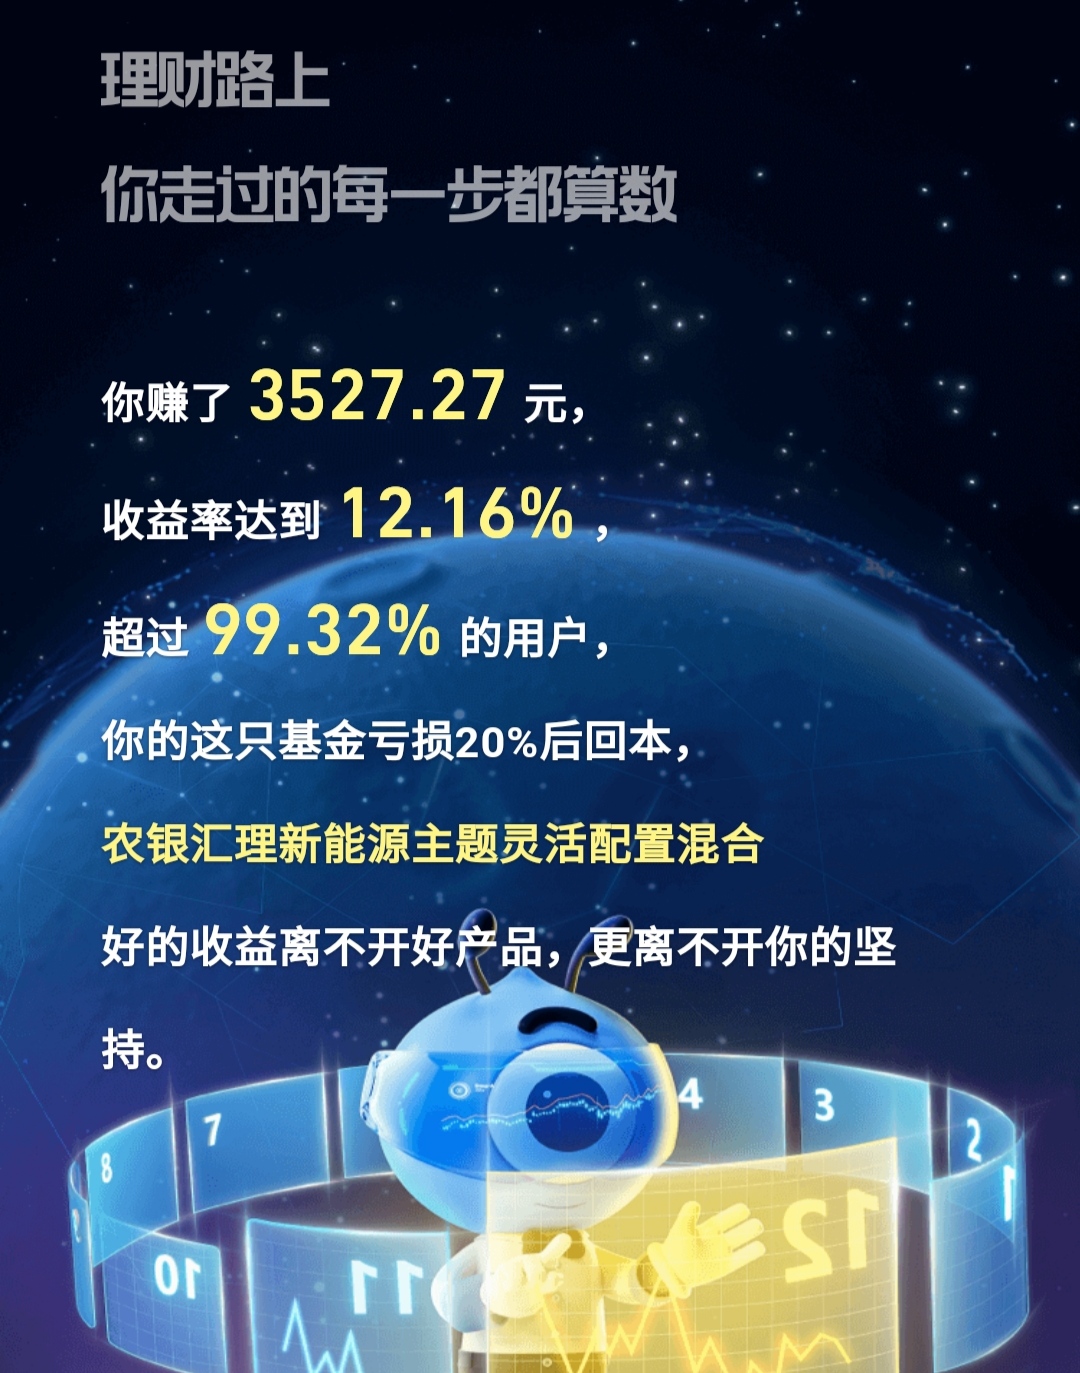 理财路上
你走过的每一步都算数
你赚了 3527.27 元，
收益率达到 12.16%，
超过 99.32% 的用户，
你的这只基金亏损20%后回本，
农银汇理新能源主题灵活配置混合
好的收益离不开好产品，更离不开你的坚
持。
4
3
2
1
7
8
10
11
12